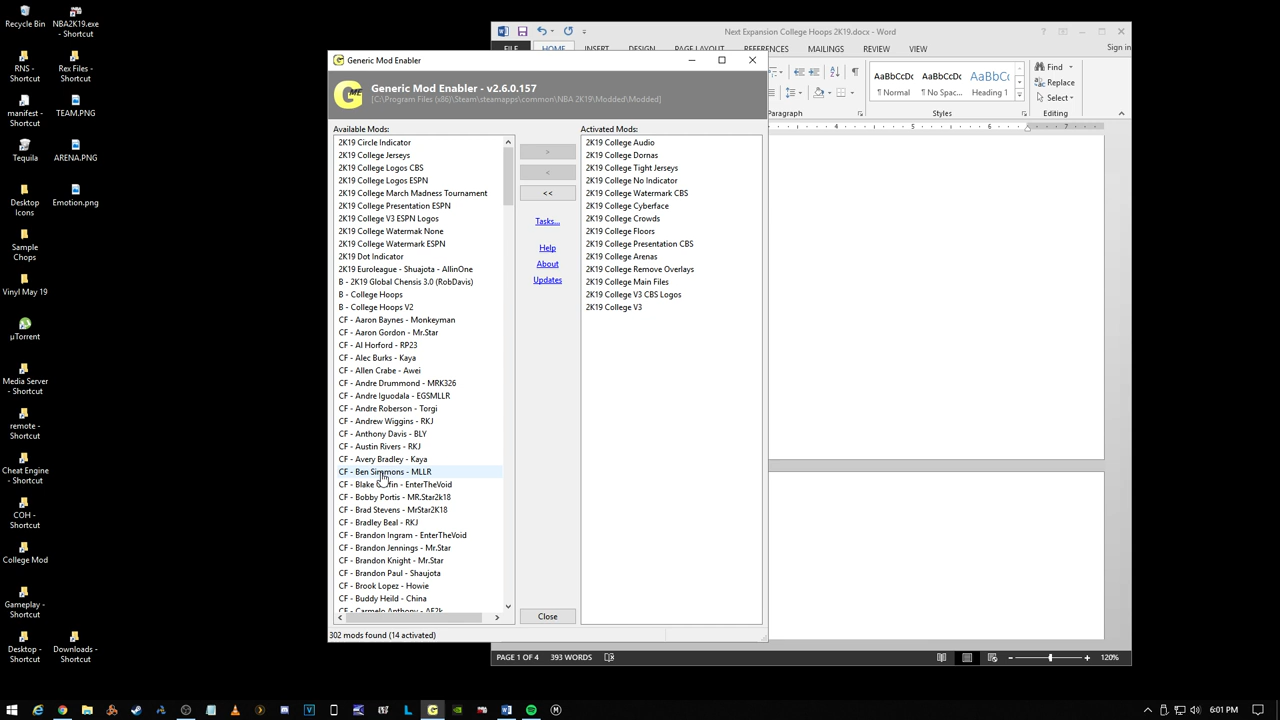 Recycle Bin
NBA2K19.exe
- Shortcut
RNS -
Shortcut
Rex Files -
Shortcut
manifest -
Shortcut
TEAM.PNG
Tequila
ARENA.PNG
Desktop
Icons
Emotion.png
Sample
Chops
Vinyl May 19
µTorrent
Media Server
- Shortcut
remote -
Shortcut
Cheat Engine
- Shortcut
COH -
Shortcut
College Mod
Gameplay -
Shortcut
Desktop -
Shortcut
Downloads -
Shortcut
Next Expansion College Hoops 2K19.docx - Word
FILE HOME INSERT DESIGN PAGE LAYOUT REFERENCES MAILINGS REVIEW VIEW
Sign in
AaBbCcDc AaBbCcDc AaBbCc
¶ Normal ¶ No Spac... Heading 1
Find
Replace
Select
Paragraph Styles Editing
4 5 6 7
Generic Mod Enabler
Generic Mod Enabler - v2.6.0.157
[C:\Program Files (x86)\Steam\steamapps\common\NBA 2K19\Modded\Modded]
Available Mods:
2K19 Circle Indicator
2K19 College Jerseys
2K19 College Logos CBS
2K19 College Logos ESPN
2K19 College March Madness Tournament
2K19 College Presentation ESPN
2K19 College V3 ESPN Logos
2K19 College Watermak None
2K19 College Watermark ESPN
2K19 Dot Indicator
2K19 Euroleague - Shuajota - AllinOne
B - 2K19 Global Chensis 3.0 (RobDavis)
B - College Hoops
B - College Hoops V2
CF - Aaron Baynes - Monkeyman
CF - Aaron Gordon - Mr.Star
CF - Al Horford - RP23
CF - Alec Burks - Kaya
CF - Allen Crabe - Awei
CF - Andre Drummond - MRK326
CF - Andre Iguodala - EGSMLLR
CF - Andre Roberson - Torgi
CF - Andrew Wiggins - RKJ
CF - Anthony Davis - BLY
CF - Austin Rivers - RKJ
CF - Avery Bradley - Kaya
CF - Ben Simmons - MLLR
CF - Blake Griffin - EnterTheVoid
CF - Bobby Portis - MR.Star2k18
CF - Brad Stevens - MrStar2K18
CF - Bradley Beal - RKJ
CF - Brandon Ingram - EnterTheVoid
CF - Brandon Jennings - Mr.Star
CF - Brandon Knight - Mr.Star
CF - Brandon Paul - Shaujota
CF - Brook Lopez - Howie
CF - Buddy Heild - China
CF - Carmelo Anthony - AF2k
>
<
<<
Tasks...
Help
About
Updates
Close
Activated Mods:
2K19 College Audio
2K19 College Dornas
2K19 College Tight Jerseys
2K19 College No Indicator
2K19 College Watermark CBS
2K19 College Cyberface
2K19 College Crowds
2K19 College Floors
2K19 College Presentation CBS
2K19 College Arenas
2K19 College Remove Overlays
2K19 College Main Files
2K19 College V3 CBS Logos
2K19 College V3
302 mods found (14 activated)
PAGE 1 OF 4 393 WORDS
120%
6:01 PM